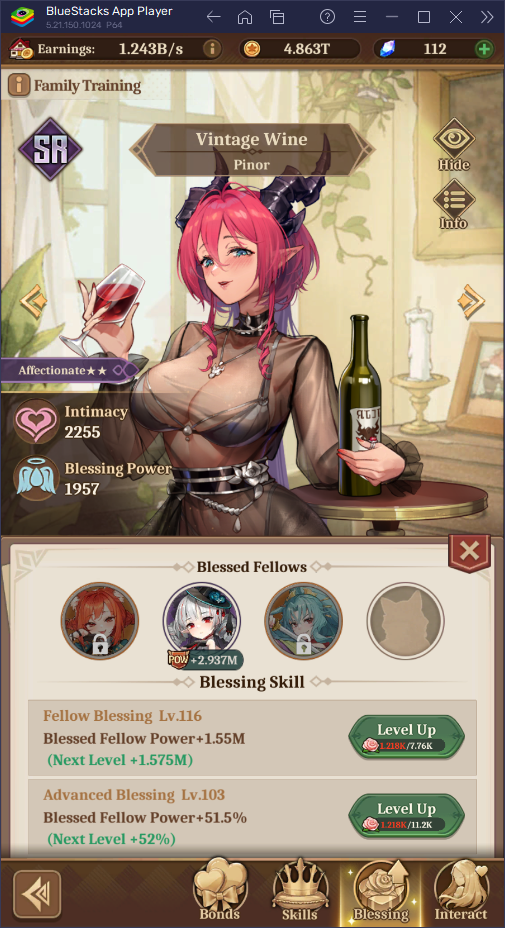 BlueStacks App Player
5.21.150.1024 P64
Earnings: 1.243B/s
4.863T
112
Family Training
SR
Vintage Wine
Pinor
Hide
Info
Affectionate★★
Intimacy
2255
Blessing Power
1957
Blessed Fellows
POW +2.937M
Blessing Skill
Fellow Blessing Lv.116
Blessed Fellow Power+1.55M
(Next Level +1.575M)
Level Up
1.218K/7.76K
Advanced Blessing Lv.103
Blessed Fellow Power+51.5%
(Next Level +52%)
Level Up
1.218K/11.2K
Bonds
Skills
Blessing
Interact